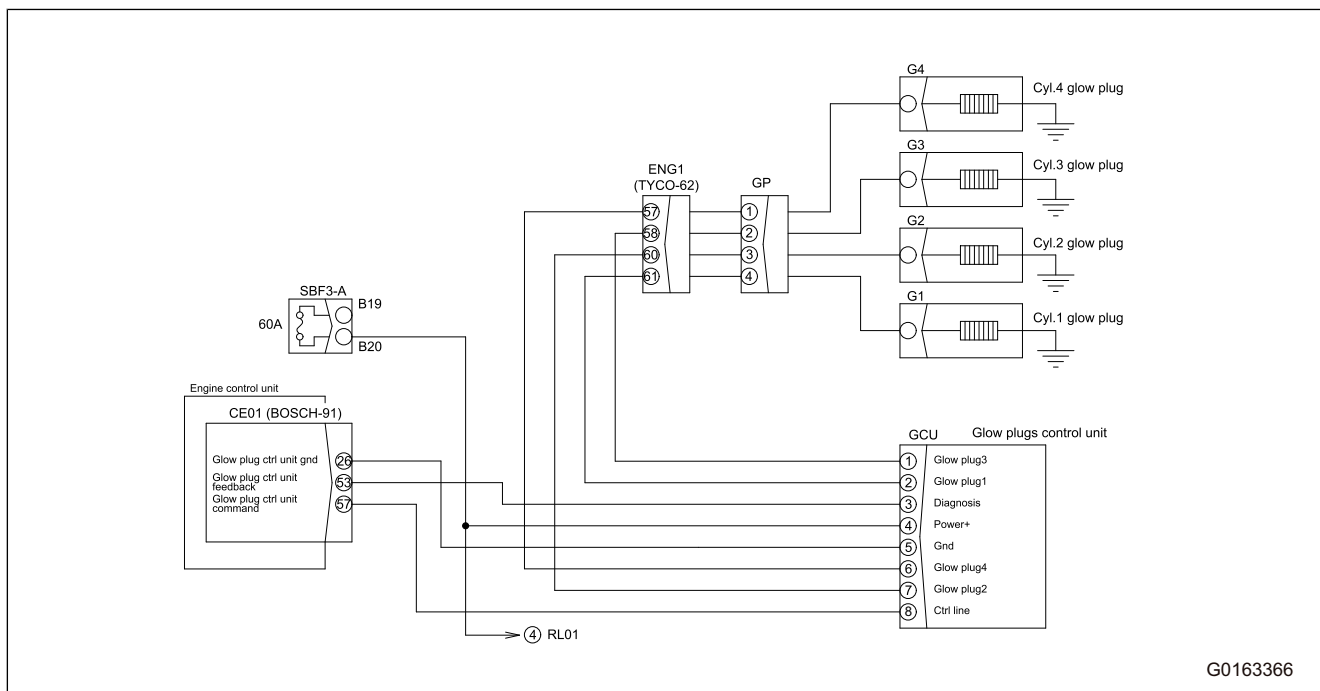 G4
Cyl.4 glow plug
G3
Cyl.3 glow plug
ENG1
(TYCO-62)
GP
57
58
60
61
1
2
3
4
G2
Cyl.2 glow plug
G1
Cyl.1 glow plug
SBF3-A
60A
B19
B20
Engine control unit
CE01 (BOSCH-91)
Glow plug ctrl unit gnd
26
Glow plug ctrl unit
feedback
53
Glow plug ctrl unit
command
57
GCU
Glow plugs control unit
1 Glow plug3
2 Glow plug1
3 Diagnosis
4 Power+
5 Gnd
6 Glow plug4
7 Glow plug2
8 Ctrl line
4 RL01
G0163366